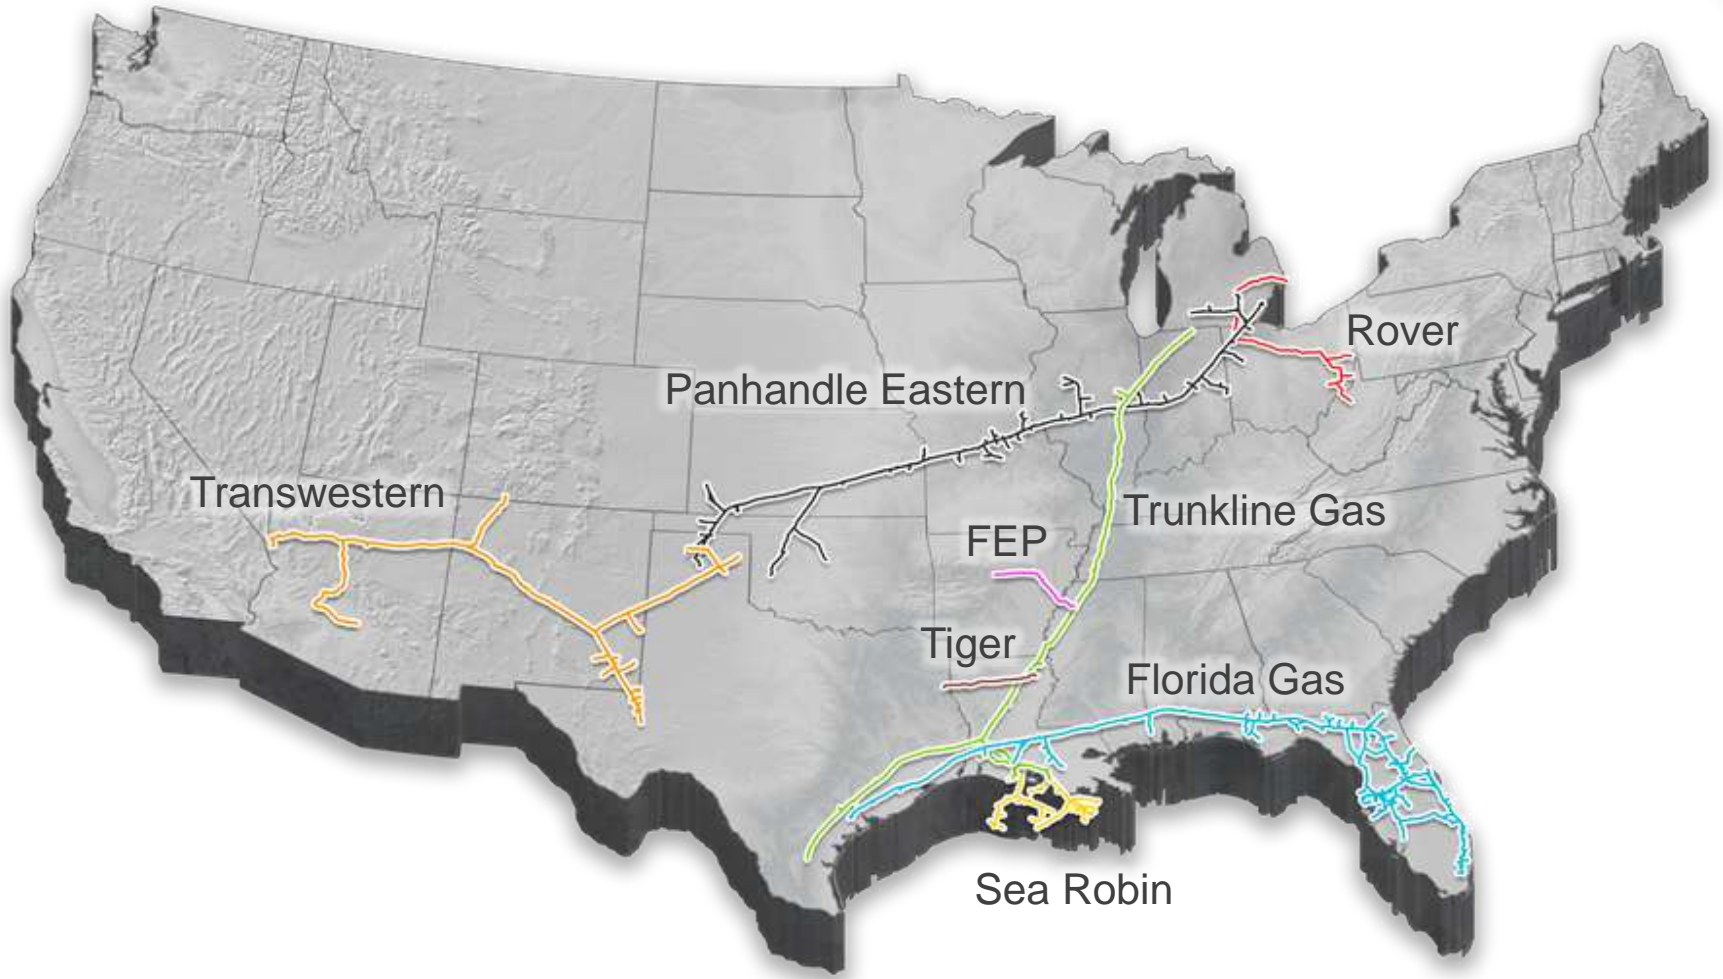 Rover
Panhandle Eastern
Transwestern
Trunkline Gas
FEP
Tiger
Florida Gas
Sea Robin